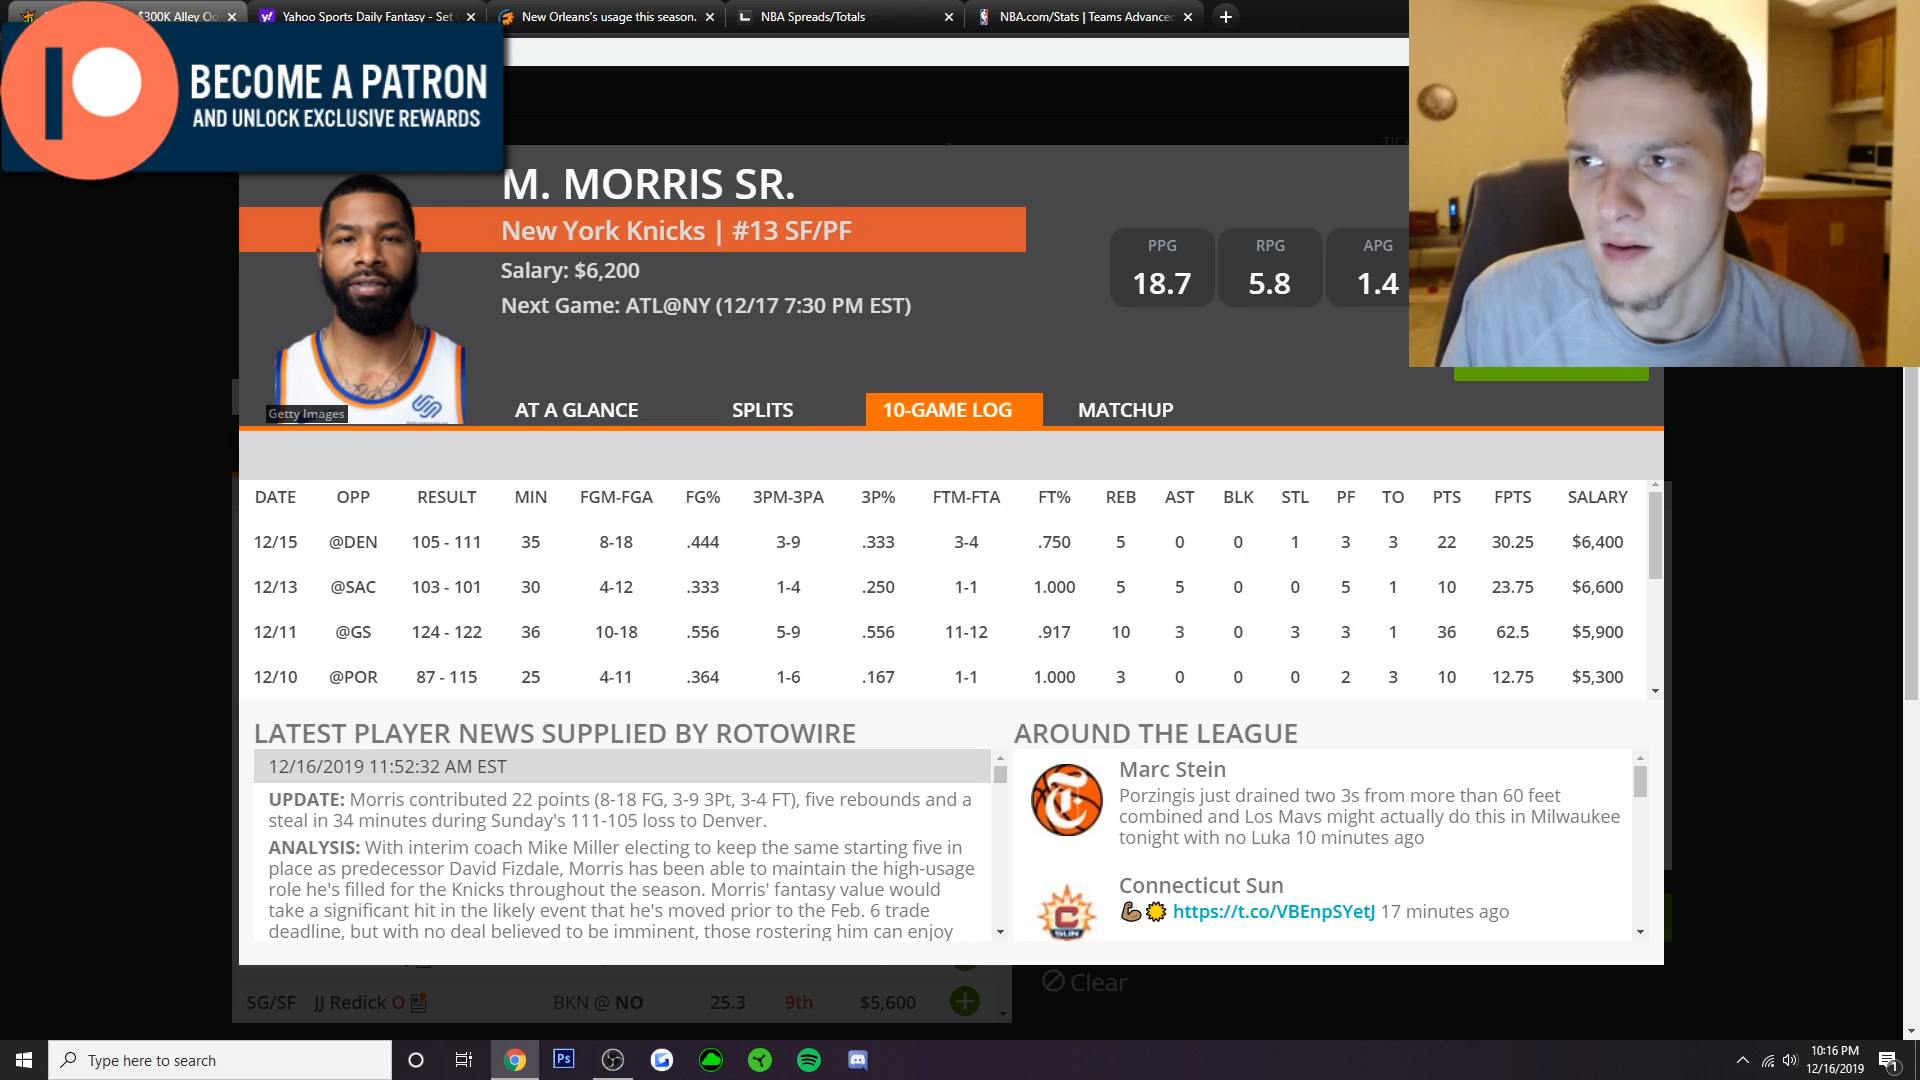 $300K Alley Oo
Yahoo Sports Daily Fantasy - Set
New Orleans's usage this season.
NBA Spreads/Totals
NBA.com/Stats | Teams Advanced
BECOME A PATRON
AND UNLOCK EXCLUSIVE REWARDS
M. MORRIS SR.
New York Knicks | #13 SF/PF
Salary: $6,200
Next Game: ATL@NY (12/17 7:30 PM EST)
PPG RPG APG
18.7 5.8 1.4
Getty Images
AT A GLANCE SPLITS 10-GAME LOG MATCHUP
DATE OPP RESULT MIN FGM-FGA FG% 3PM-3PA 3P% FTM-FTA FT% REB AST BLK STL PF TO PTS FPTS SALARY
12/15 @DEN 105 - 111 35 8-18 .444 3-9 .333 3-4 .750 5 0 0 1 3 3 22 30.25 $6,400
12/13 @SAC 103 - 101 30 4-12 .333 1-4 .250 1-1 1.000 5 5 0 0 5 1 10 23.75 $6,600
12/11 @GS 124 - 122 36 10-18 .556 5-9 .556 11-12 .917 10 3 0 3 3 1 36 62.5 $5,900
12/10 @POR 87 - 115 25 4-11 .364 1-6 .167 1-1 1.000 3 0 0 0 2 3 10 12.75 $5,300
LATEST PLAYER NEWS SUPPLIED BY ROTOWIRE
12/16/2019 11:52:32 AM EST
UPDATE: Morris contributed 22 points (8-18 FG, 3-9 3Pt, 3-4 FT), five rebounds and a
steal in 34 minutes during Sunday's 111-105 loss to Denver.
ANALYSIS: With interim coach Mike Miller electing to keep the same starting five in
place as predecessor David Fizdale, Morris has been able to maintain the high-usage
role he's filled for the Knicks throughout the season. Morris' fantasy value would
take a significant hit in the likely event that he's moved prior to the Feb. 6 trade
deadline, but with no deal believed to be imminent, those rostering him can enjoy
AROUND THE LEAGUE
Marc Stein
Porzingis just drained two 3s from more than 60 feet
combined and Los Mavs might actually do this in Milwaukee
tonight with no Luka 10 minutes ago
Connecticut Sun
C
SUN
💪🏾 🌞 https://t.co/VBEnpSYetJ 17 minutes ago
SG/SF JJ Redick O BKN @ NO 25.3 9th $5,600
Clear
Type here to search
Ps
10:16 PM
12/16/2019
1